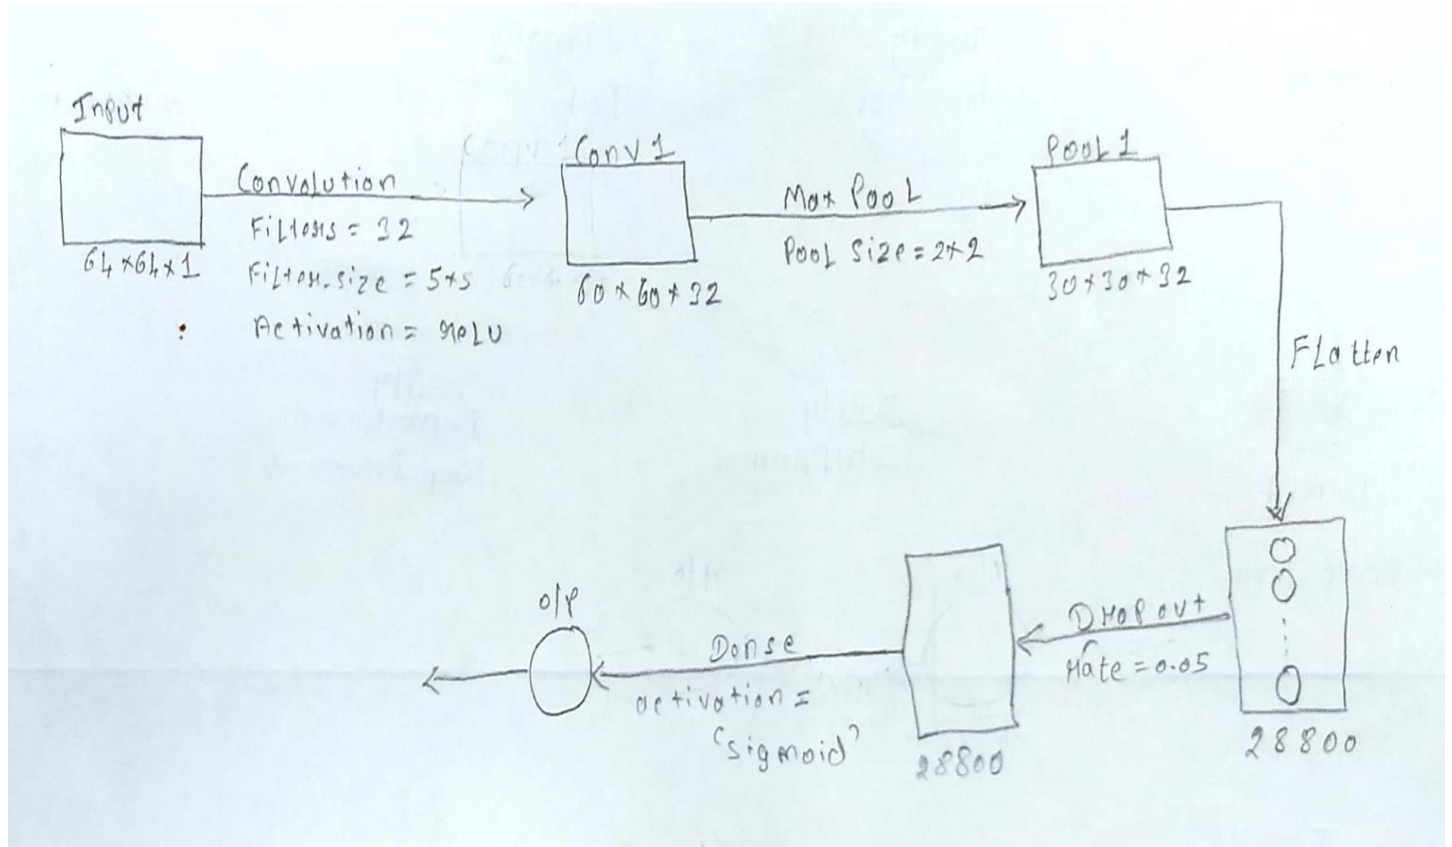 Input
64*64*1
Convolution
Filters = 32
Filter.size = 5*5
Activation = reLU
Conv 1
60*60*32
Max Pool
Pool Size = 2*2
Pool 1
30*30*32
Flatten
28800
Drop out
rate = 0.05
28800
Dense
activation =
'sigmoid'
o/p